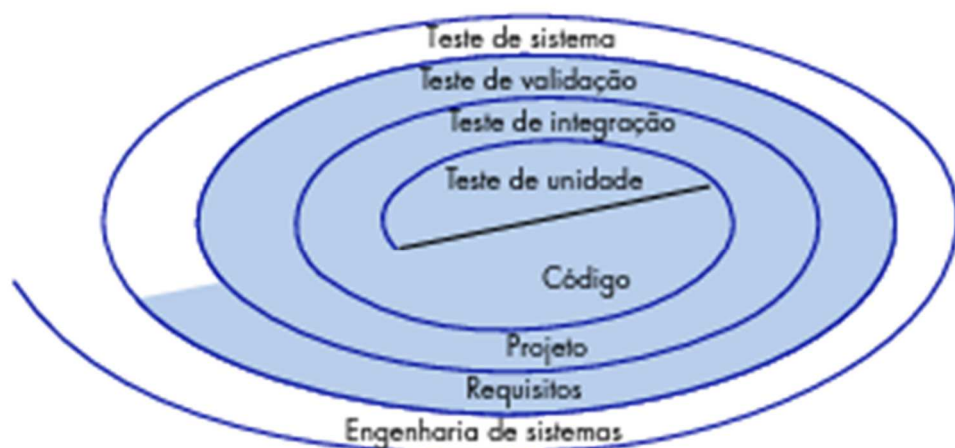 Teste de sistema
Teste de validação
Teste de integração
Teste de unidade
Código
Projeto
Requisitos
Engenharia de sistemas